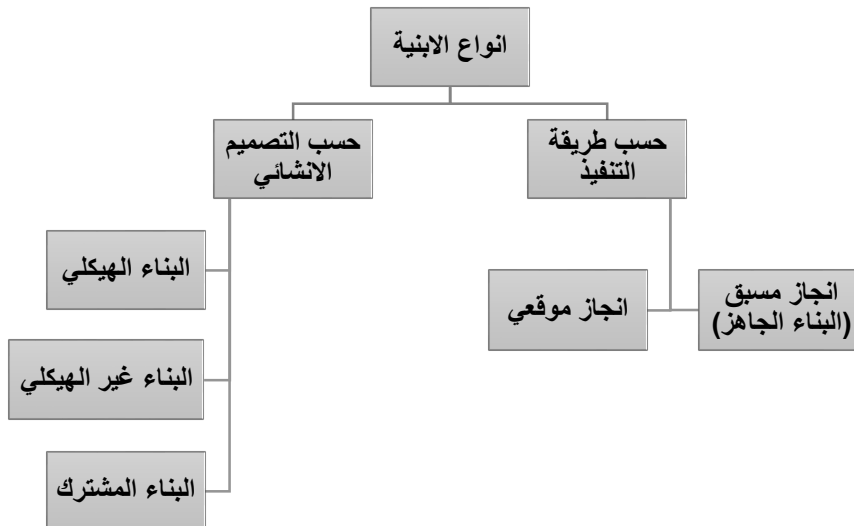 انواع الابنية
حسب طريقة
التنفيذ
حسب التصميم
الانشائي
انجاز مسبق
(البناء الجاهز)
انجاز موقعي
البناء الهيكلي
البناء غير الهيكلي
البناء المشترك